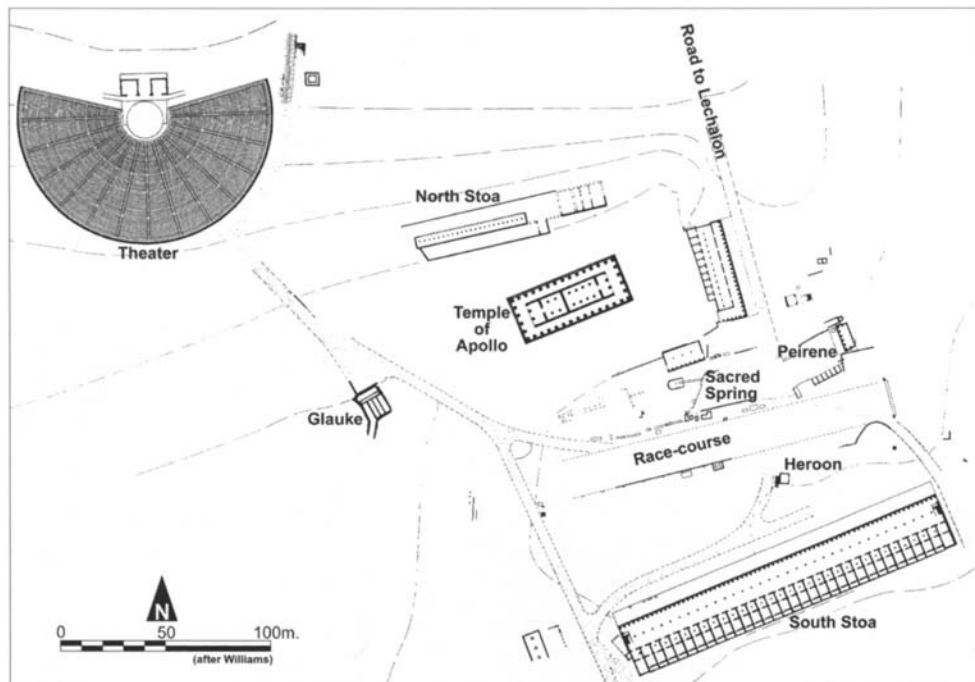 Road to Lechaion
North Stoa
Theater
Temple
of
Apollo
Peirene
Sacred
Spring
Glauke
Race-course
Heroon
N
0 50 100m.
South Stoa
(after Williams)